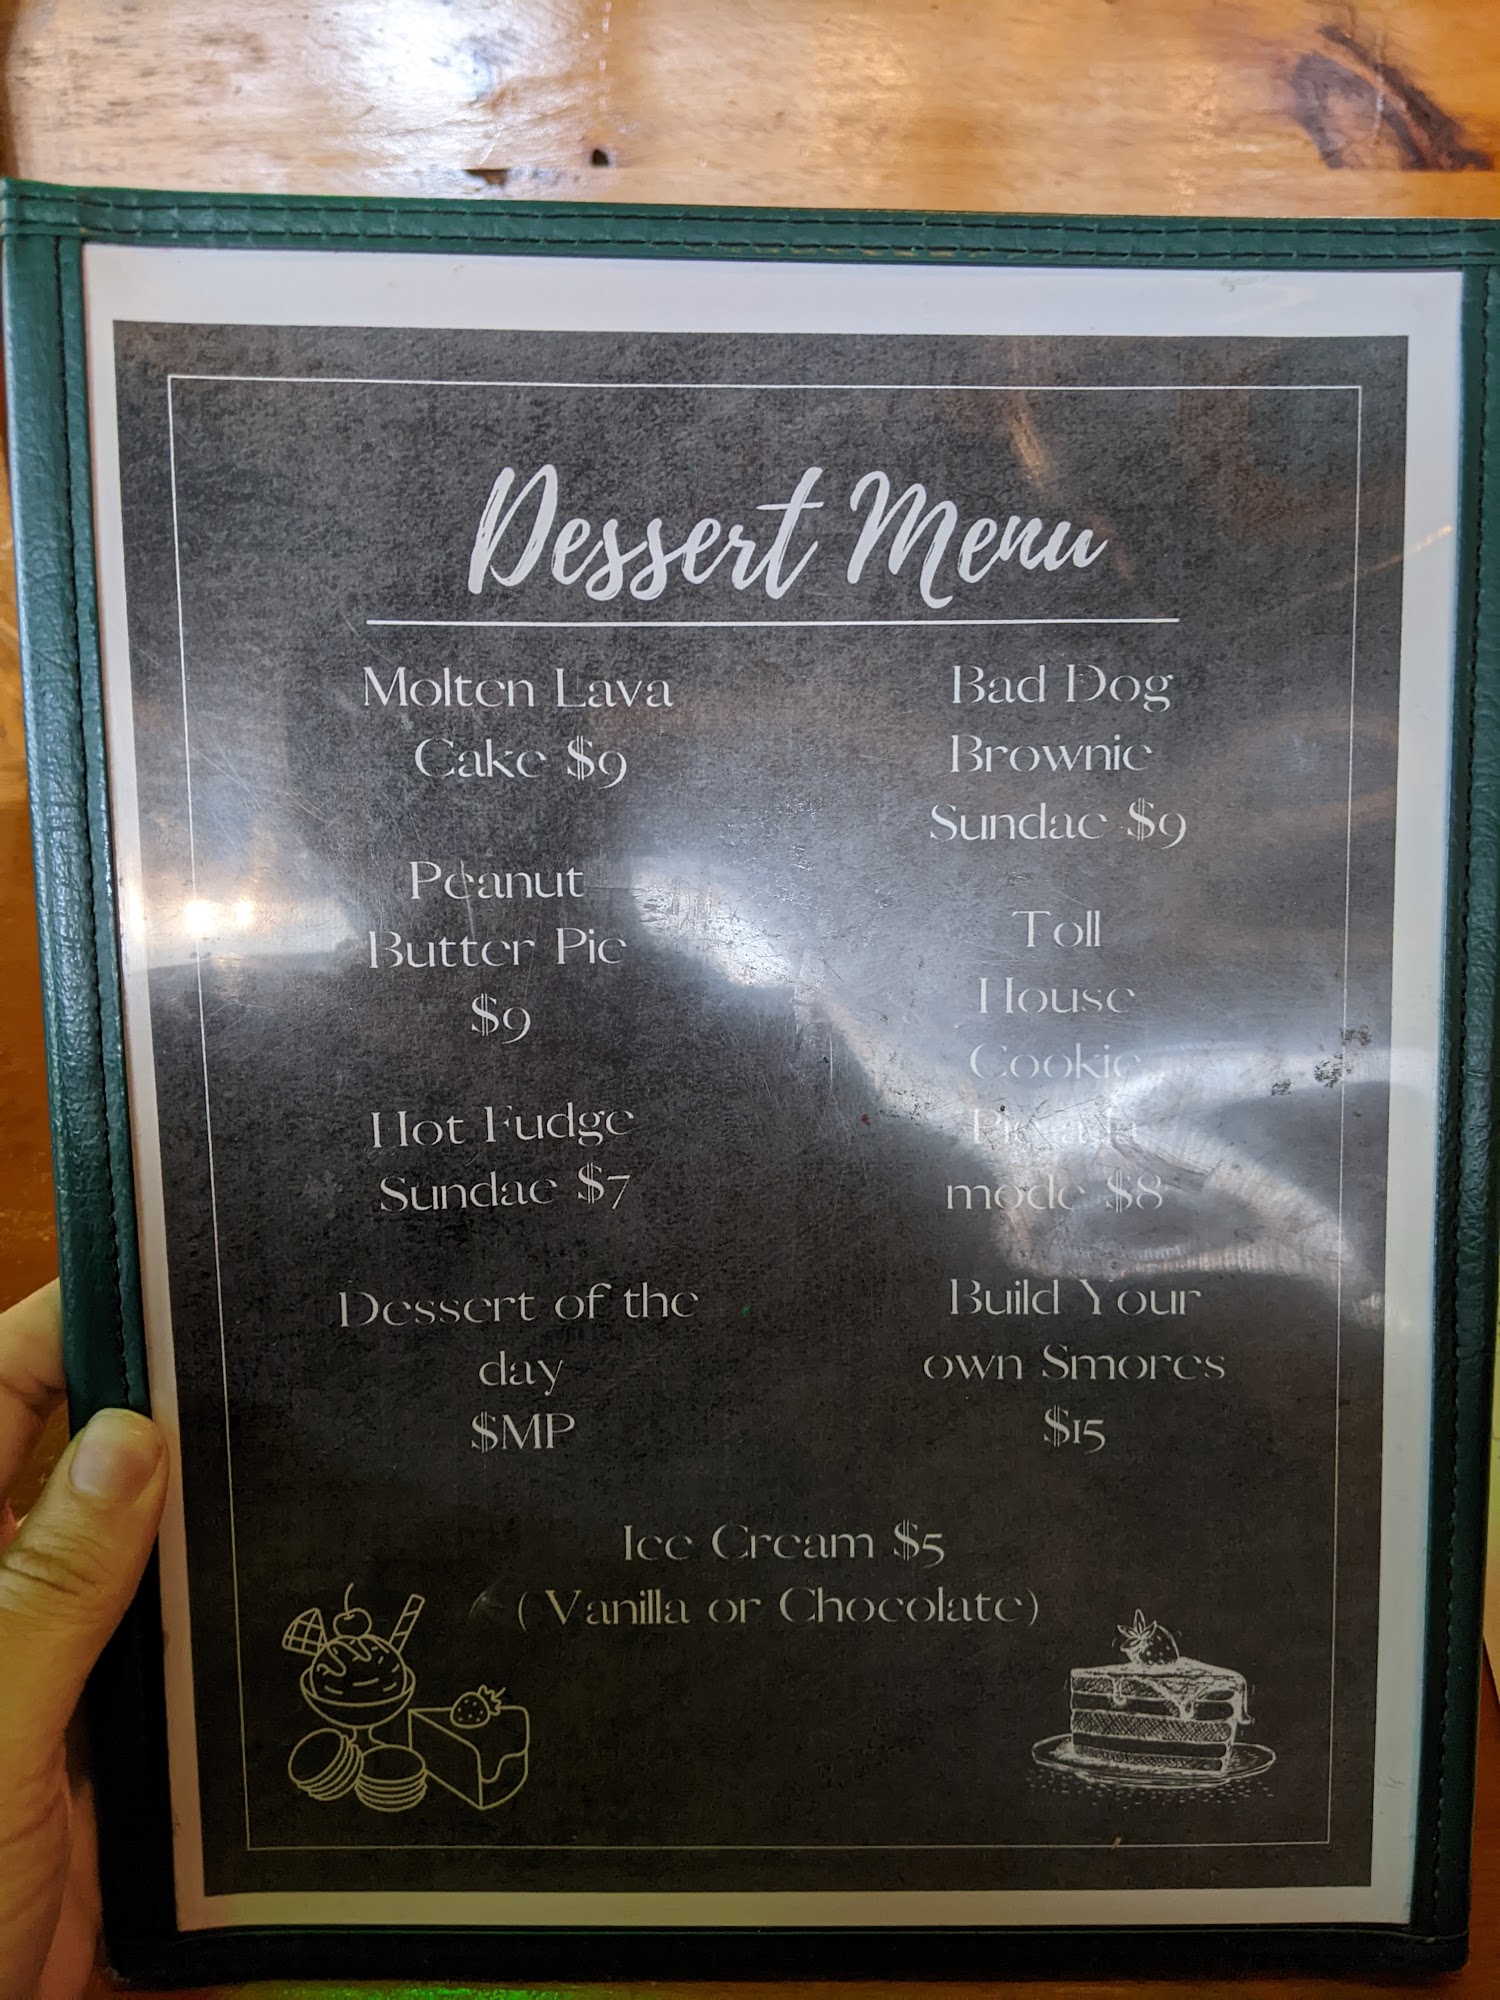 Dessert Menu
Molten Lava
Cake $9
Peanut
Butter Pie
$9
Hot Fudge
Sundae $7
Dessert of the
day
$MP
Bad Dog
Brownie
Sundae $9
Toll
House
Cookie
Pie a la
mode $8
Build Your
own Smores
$15
Ice Cream $5
( Vanilla or Chocolate)